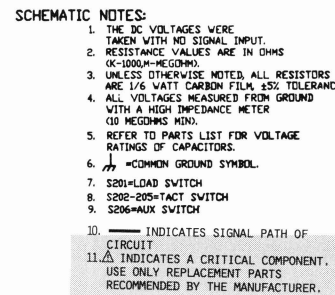 SCHEMATIC NOTES:
1. THE DC VOLTAGES WERE
TAKEN WITH NO SIGNAL INPUT.
2. RESISTANCE VALUES ARE IN OHMS
(K-1000,M-MEGOHM).
3. UNLESS OTHERWISE NOTED, ALL RESISTORS
ARE 1/6 WATT CARBON FILM, ±5% TOLERANC
4. ALL VOLTAGES MEASURED FROM GROUND
WITH A HIGH IMPEDANCE METER
(10 MEGOHMS MIN).
5. REFER TO PARTS LIST FOR VOLTAGE
RATINGS OF CAPACITORS.
6. =COMMON GROUND SYMBOL.
7. S201=LOAD SWITCH
8. S202-205=TACT SWITCH
9. S206=AUX SWITCH
10. INDICATES SIGNAL PATH OF
CIRCUIT
11.⚠ INDICATES A CRITICAL COMPONENT.
USE ONLY REPLACEMENT PARTS
RECOMMENDED BY THE MANUFACTURER.